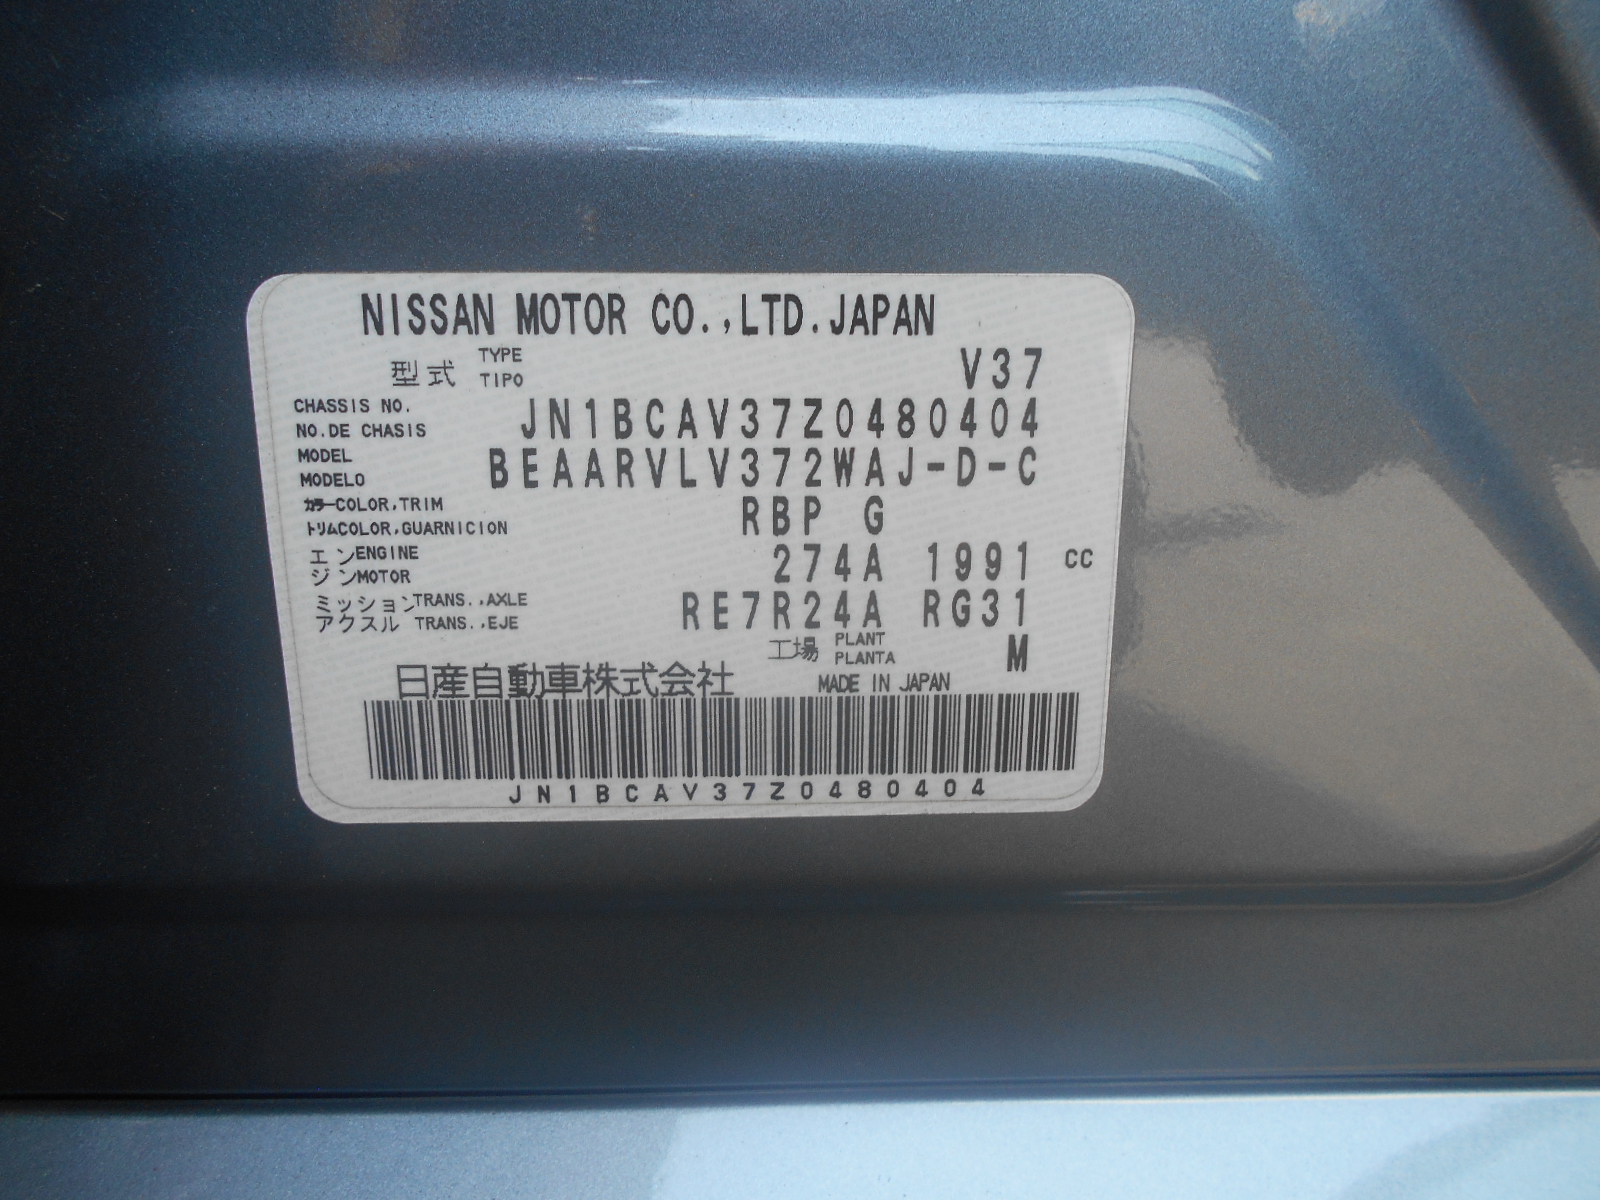 NISSAN MOTOR CO.,LTD.JAPAN
型式 TYPE TIPO V37
CHASSIS NO. NO.DE CHASIS JN1BCAV37Z0480404
MODEL MODELO BEAARVLV372WAJ-D-C
カラーCOLOR,TRIM
トリムCOLOR,GUARNICION RBP G
エンENGINE
ジンMOTOR 274A 1991 CC
ミッションTRANS.,AXLE
アクスル TRANS.,EJE RE7R24A RG31
工場 PLANT PLANTA M
日産自動車株式会社 MADE IN JAPAN
JN1BCAV37Z0480404